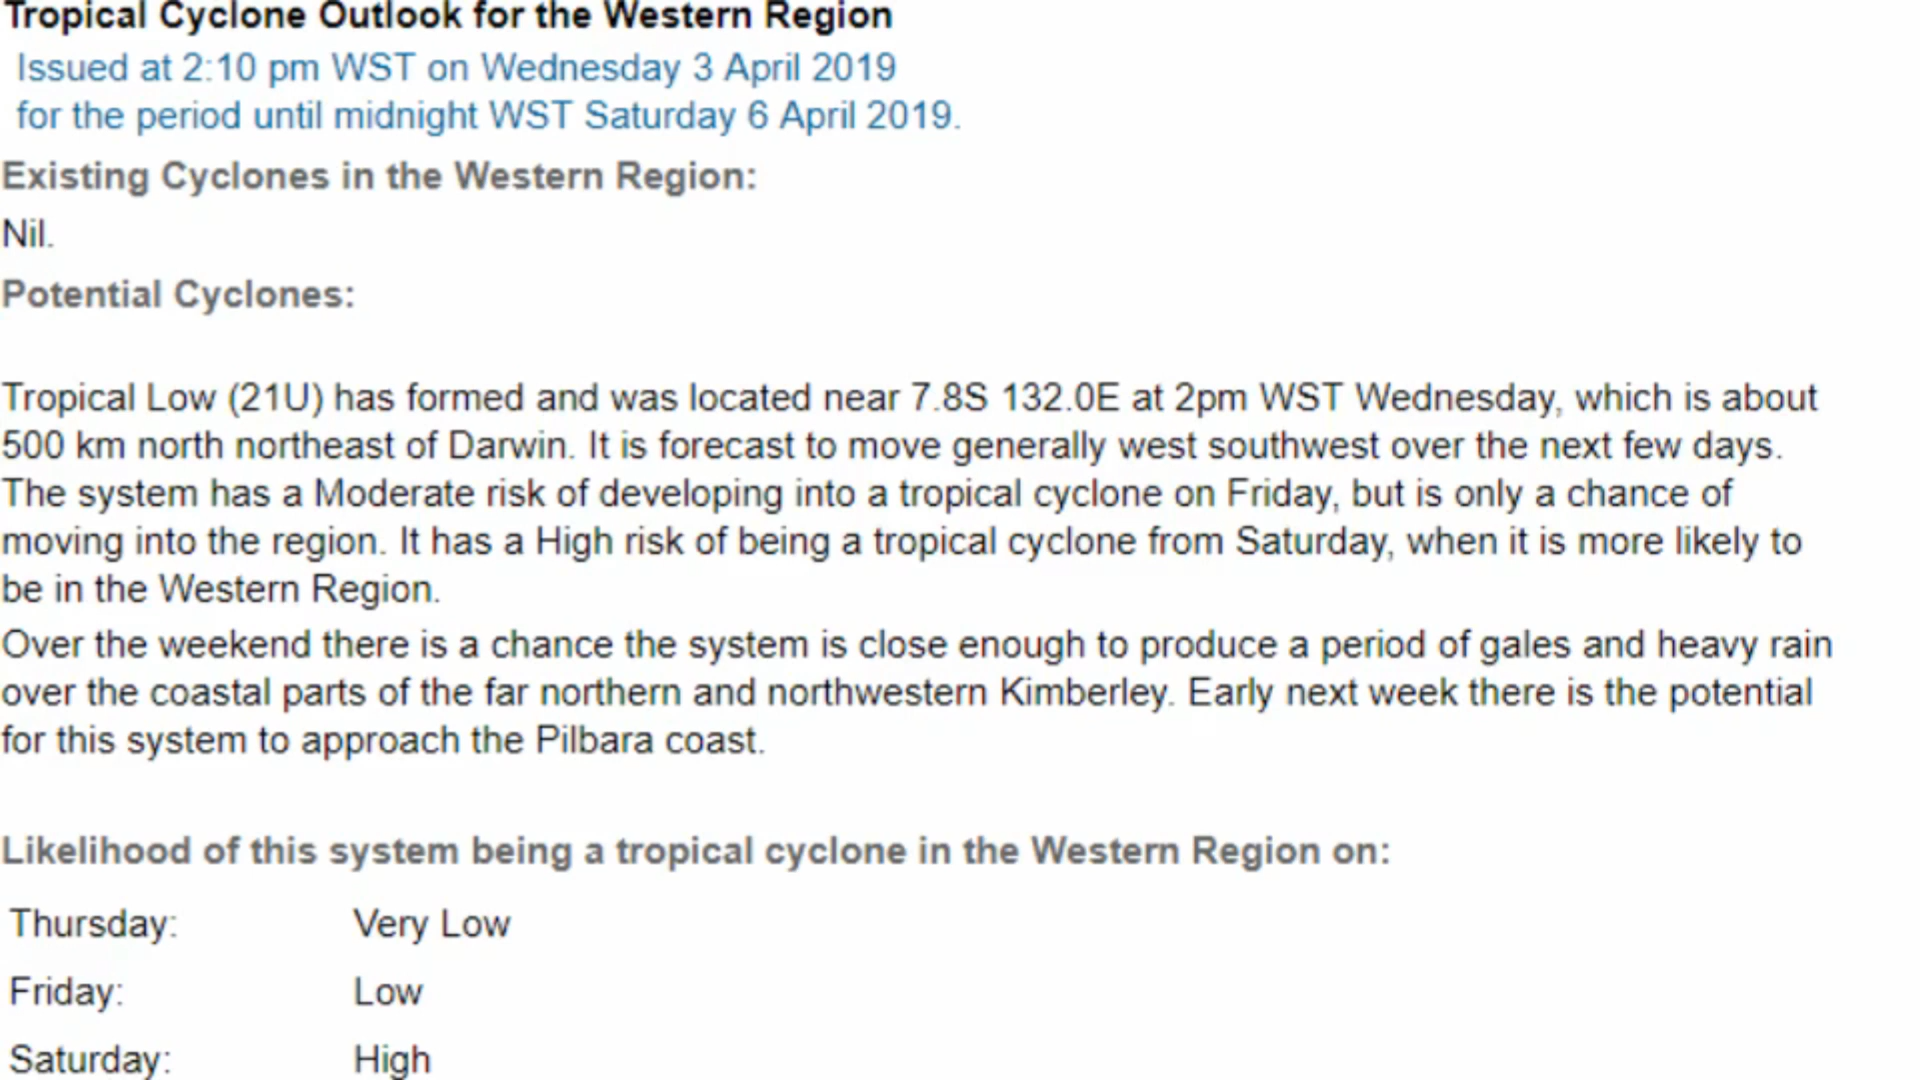 Tropical Cyclone Outlook for the Western Region
Issued at 2:10 pm WST on Wednesday 3 April 2019
for the period until midnight WST Saturday 6 April 2019.
Existing Cyclones in the Western Region:
Nil.
Potential Cyclones:
Tropical Low (21U) has formed and was located near 7.8S 132.0E at 2pm WST Wednesday, which is about
500 km north northeast of Darwin. It is forecast to move generally west southwest over the next few days.
The system has a Moderate risk of developing into a tropical cyclone on Friday, but is only a chance of
moving into the region. It has a High risk of being a tropical cyclone from Saturday, when it is more likely to
be in the Western Region.
Over the weekend there is a chance the system is close enough to produce a period of gales and heavy rain
over the coastal parts of the far northern and northwestern Kimberley. Early next week there is the potential
for this system to approach the Pilbara coast.
Likelihood of this system being a tropical cyclone in the Western Region on:
Thursday: Very Low
Friday: Low
Saturday: High